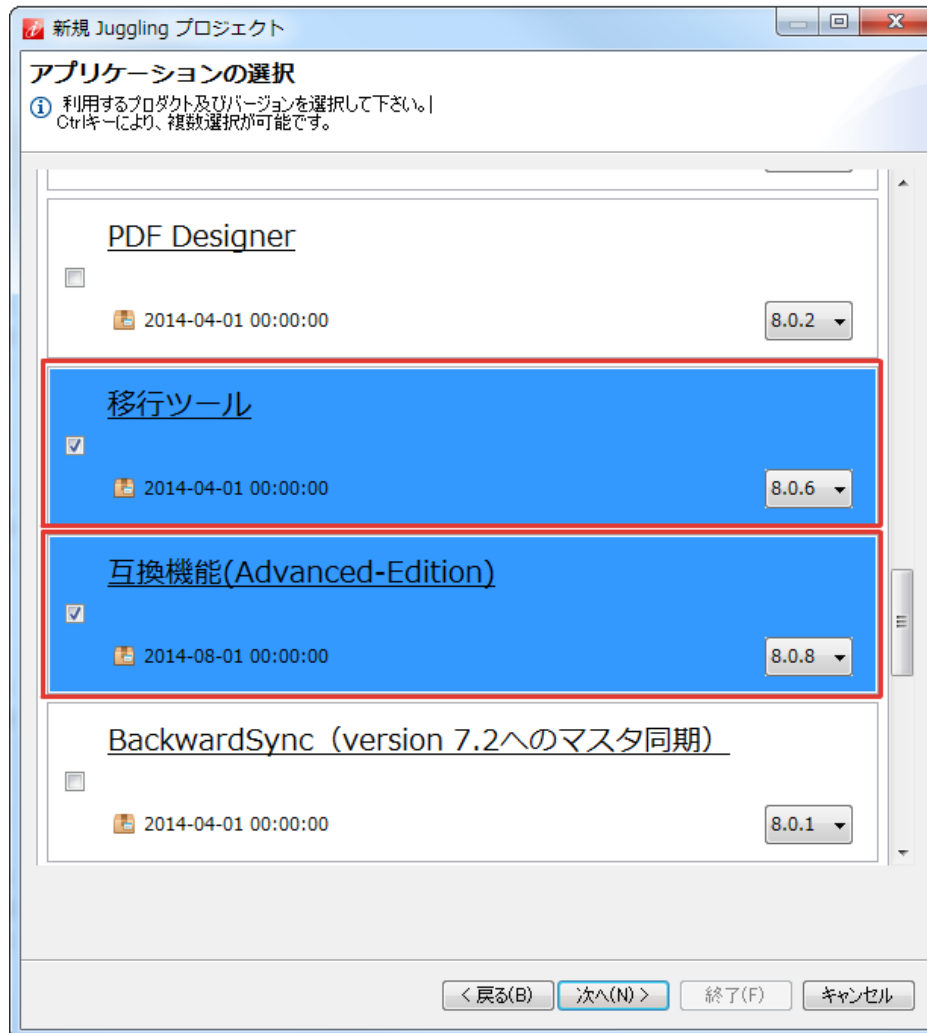 新規 Juggling プロジェクト
アプリケーションの選択
利用するプロダクト及びバージョンを選択して下さい。|
Ctrlキーにより、複数選択が可能です。
PDF Designer
2014-04-01 00:00:00
8.0.2
移行ツール
2014-04-01 00:00:00
8.0.6
互換機能(Advanced-Edition)
2014-08-01 00:00:00
8.0.8
BackwardSync（version 7.2へのマスタ同期）
2014-04-01 00:00:00
8.0.1
< 戻る(B)
次へ(N) >
終了(F)
キャンセル